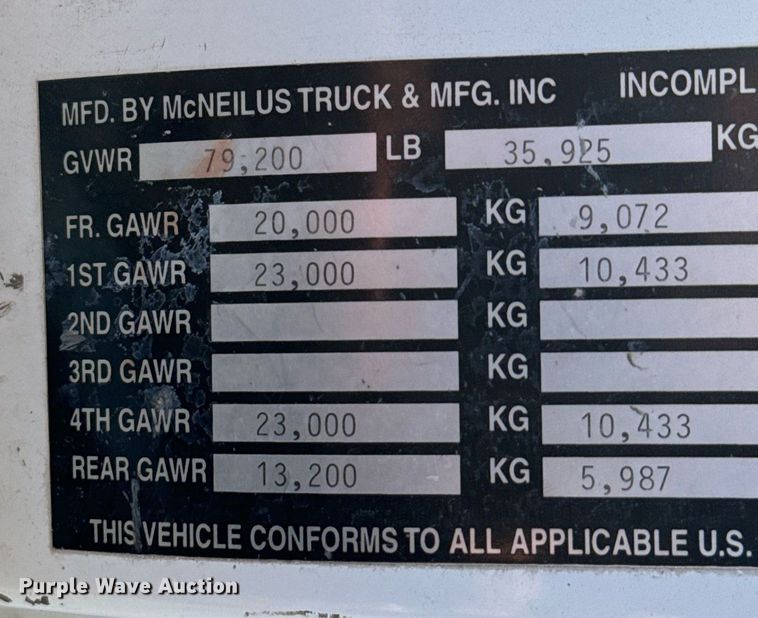 MFD. BY McNEILUS TRUCK & MFG. INC INCOMPL
GVWR 79,200 LB 35,925 KG
FR. GAWR 20,000 KG 9,072
1ST GAWR 23,000 KG 10,433
2ND GAWR KG
3RD GAWR KG
4TH GAWR 23,000 KG 10,433
REAR GAWR 13,200 KG 5,987
THIS VEHICLE CONFORMS TO ALL APPLICABLE U.S.
Purple Wave Auction